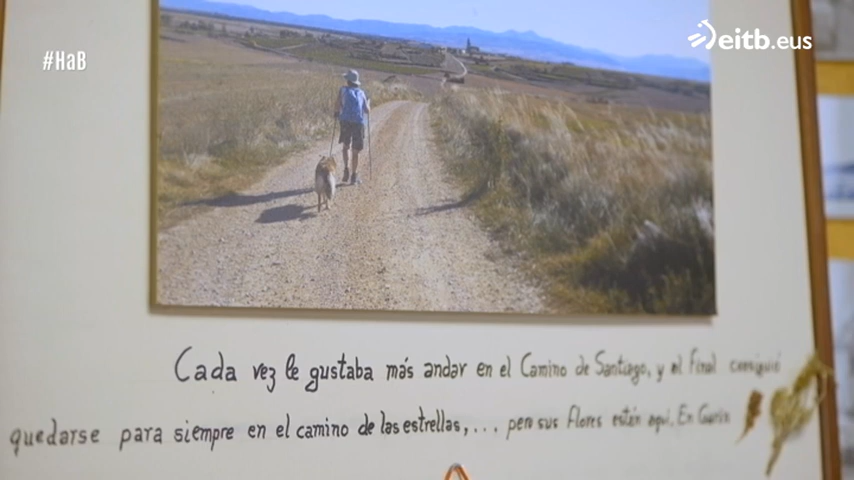 #HaB
eitb.eus
Cada vez le gustaba más andar en el Camino de Santiago, y al final consiguió
quedarse para siempre en el camino de las estrellas,... pero sus flores están aquí. En